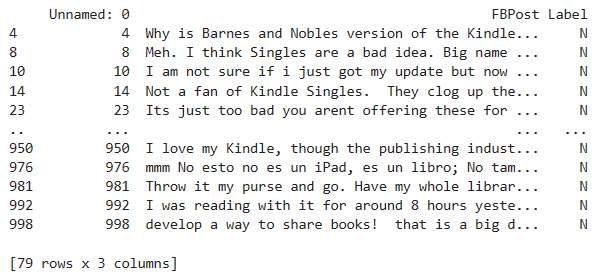 Unnamed: 0 FBPost Label
4 4 Why is Barnes and Nobles version of the Kindle... N
8 8 Meh. I think Singles are a bad idea. Big name ... N
10 10 I am not sure if i just got my update but now ... N
14 14 Not a fan of Kindle Singles.  They clog up the... N
23 23 Its just too bad you arent offering these for ... N
.. ... ... ...
950 950 I love my Kindle, though the publishing indust... N
976 976 mmm No esto no es un iPad, es un libro; No tam... N
981 981 Throw it my purse and go. Have my whole librar... N
992 992 I was reading with it for around 8 hours yeste... N
998 998 develop a way to share books!  that is a big d... N
[79 rows x 3 columns]